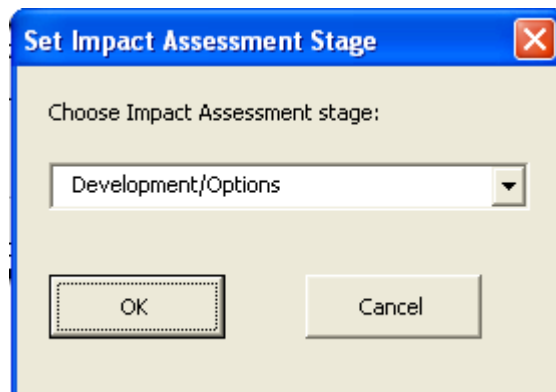 Set Impact Assessment Stage
Choose Impact Assessment stage:
Development/Options
OK
Cancel